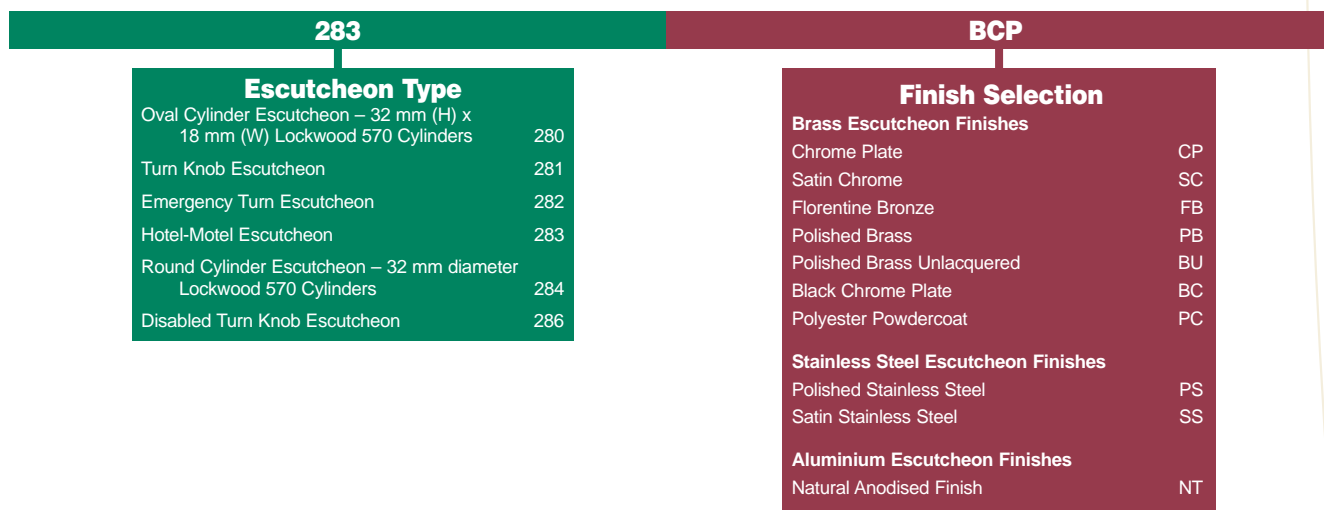 283
BCP
Escutcheon Type
Oval Cylinder Escutcheon – 32 mm (H) x
18 mm (W) Lockwood 570 Cylinders 280
Turn Knob Escutcheon 281
Emergency Turn Escutcheon 282
Hotel-Motel Escutcheon 283
Round Cylinder Escutcheon – 32 mm diameter
Lockwood 570 Cylinders 284
Disabled Turn Knob Escutcheon 286
Finish Selection
Brass Escutcheon Finishes
Chrome Plate CP
Satin Chrome SC
Florentine Bronze FB
Polished Brass PB
Polished Brass Unlacquered BU
Black Chrome Plate BC
Polyester Powdercoat PC
Stainless Steel Escutcheon Finishes
Polished Stainless Steel PS
Satin Stainless Steel SS
Aluminium Escutcheon Finishes
Natural Anodised Finish NT